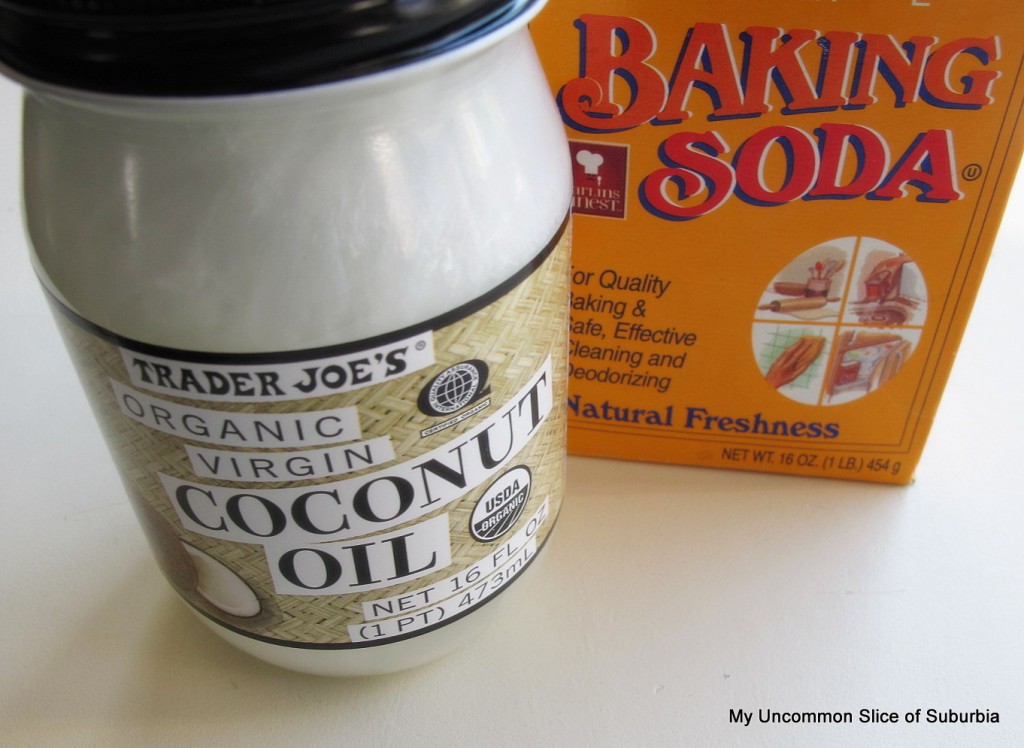 TRADER JOE'S®
ORGANIC
VIRGIN
COCONUT
OIL
CERTIFIED ORGANIC
USDA
ORGANIC
NET 16 FL OZ
(1 PT) 473mL
BAKING
SODA
For Quality
Baking &
Safe, Effective
Cleaning and
Deodorizing
Natural Freshness
NET WT. 16 OZ. (1 LB.) 454 g
My Uncommon Slice of Suburbia